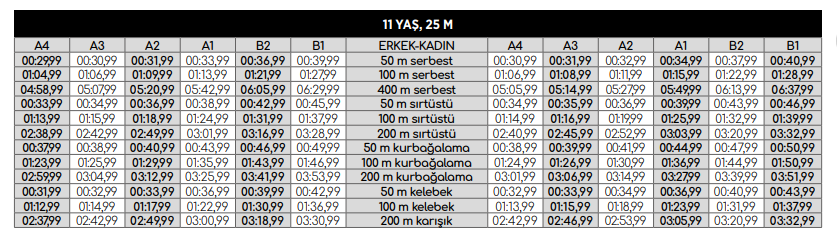 11 YAŞ, 25 M
A4 A3 A2 A1 B2 B1 ERKEK-KADIN A4 A3 A2 A1 B2 B1
00:29,99 00:30,99 00:31,99 00:33,99 00:36,99 00:39,99 50 m serbest 00:30,99 00:31,99 00:32,99 00:34,99 00:37,99 00:40,99
01:04,99 01:06,99 01:09,99 01:13,99 01:21,99 01:27,99 100 m serbest 01:06,99 01:08,99 01:11,99 01:15,99 01:22,99 01:28,99
04:58,99 05:07,99 05:20,99 05:42,99 06:05,99 06:29,99 400 m serbest 05:05,99 05:14,99 05:27,99 05:49,99 06:13,99 06:37,99
00:33,99 00:34,99 00:36,99 00:38,99 00:42,99 00:45,99 50 m sırtüstü 00:34,99 00:35,99 00:36,99 00:39,99 00:43,99 00:46,99
01:13,99 01:15,99 01:18,99 01:24,99 01:31,99 01:37,99 100 m sırtüstü 01:14,99 01:16,99 01:19,99 01:25,99 01:32,99 01:39,99
02:38,99 02:42,99 02:49,99 03:01,99 03:16,99 03:28,99 200 m sırtüstü 02:40,99 02:45,99 02:52,99 03:03,99 03:20,99 03:32,99
00:37,99 00:38,99 00:40,99 00:43,99 00:46,99 00:49,99 50 m kurbağalama 00:38,99 00:39,99 00:41,99 00:44,99 00:47,99 00:50,99
01:23,99 01:25,99 01:29,99 01:35,99 01:43,99 01:46,99 100 m kurbağalama 01:24,99 01:26,99 01:30,99 01:36,99 01:44,99 01:50,99
02:59,99 03:04,99 03:12,99 03:25,99 03:41,99 03:53,99 200 m kurbağalama 03:01,99 03:06,99 03:14,99 03:27,99 03:39,99 03:51,99
00:31,99 00:32,99 00:33,99 00:36,99 00:39,99 00:42,99 50 m kelebek 00:32,99 00:33,99 00:34,99 00:36,99 00:40,99 00:43,99
01:12,99 01:14,99 01:17,99 01:22,99 01:30,99 01:36,99 100 m kelebek 01:13,99 01:15,99 01:18,99 01:23,99 01:31,99 01:37,99
02:37,99 02:42,99 02:49,99 03:00,99 03:18,99 03:30,99 200 m karışık 02:42,99 02:46,99 02:53,99 03:05,99 03:20,99 03:32,99